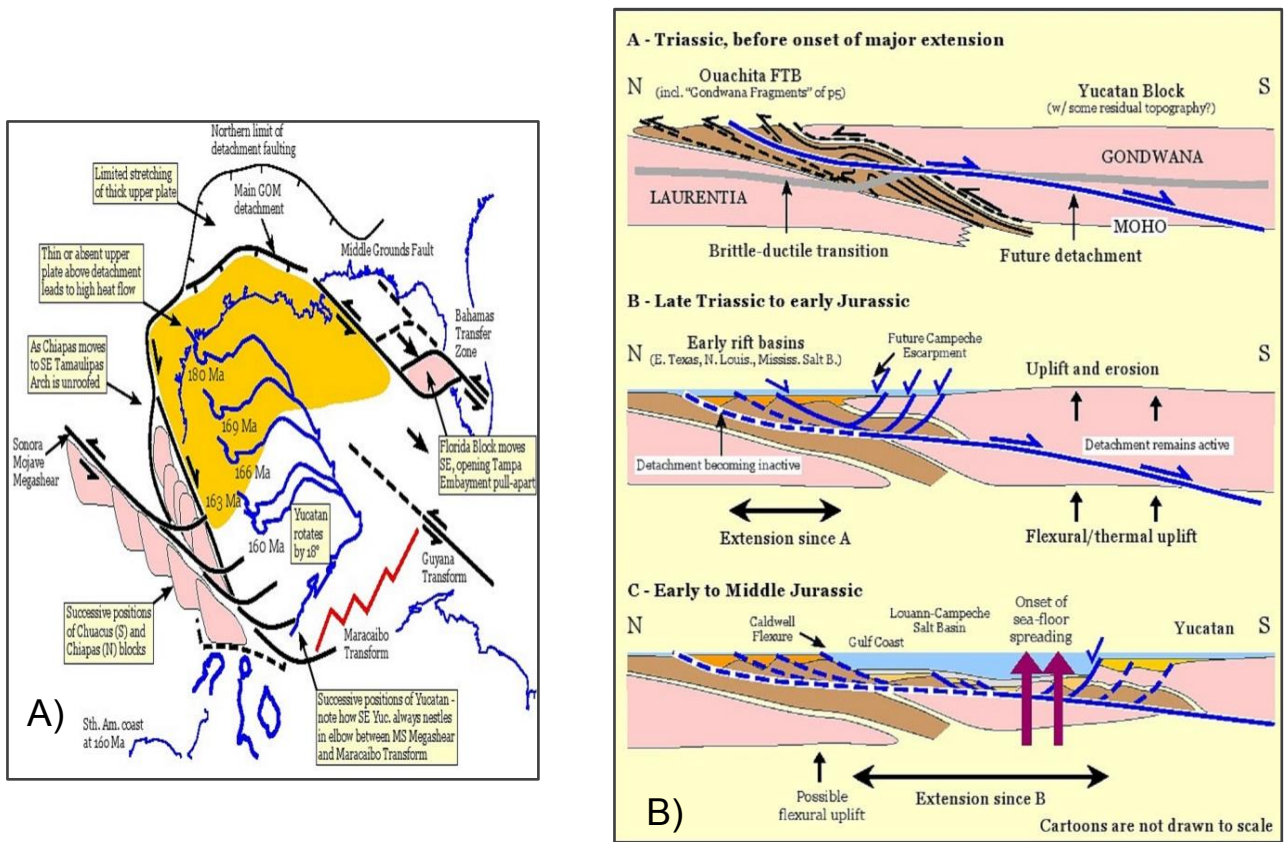 Northern limit of
detachment faulting
Limited stretching
of thick upper plate
Main GOM
detachment
Middle Grounds Fault
Thin or absent upper
plate above detachment
leads to high heat flow
Bahamas
Transfer
Zone
As Chiapas moves
to SE Tamaulipas
Arch is unroofed
180 Ma
169 Ma
166 Ma
163 Ma
160 Ma
Sonora
Mojave
Megashear
Florida Block moves
SE, opening Tampa
Embayment pull-apart
Yucatan
rotates
by 18°
Guyana
Transform
Successive positions
of Chuacus (S) and
Chiapas (N) blocks
Maracaibo
Transform
Successive positions of Yucatan -
note how SE Yuc. always nestles
in elbow between MS Megashear
and Maracaibo Transform
A)
Sth. Am. coast
at 160 Ma
A - Triassic, before onset of major extension
N
Ouachita FTB
(incl. "Gondwana Fragments" of p5)
Yucatan Block
(w/ some residual topography?)
S
GONDWANA
LAURENTIA
MOHO
Brittle-ductile transition
Future detachment
B - Late Triassic to early Jurassic
N
Early rift basins
(E. Texas, N. Louis., Mississ. Salt B.)
Future Campeche
Escarpment
S
Uplift and erosion
Detachment becoming inactive
Detachment remains active
Extension since A
Flexural/thermal uplift
C - Early to Middle Jurassic
N
Caldwell
Flexure
Gulf Coast
Louann-Campeche
Salt Basin
Onset of
sea-floor
spreading
Yucatan
S
Possible
flexural uplift
Extension since B
B)
Cartoons are not drawn to scale